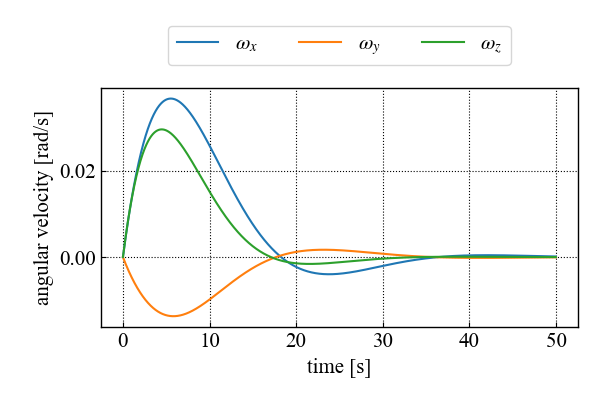 ωx ωy ωz
angular velocity [rad/s]
0.02
0.00
0 10 20 30 40 50
time [s]